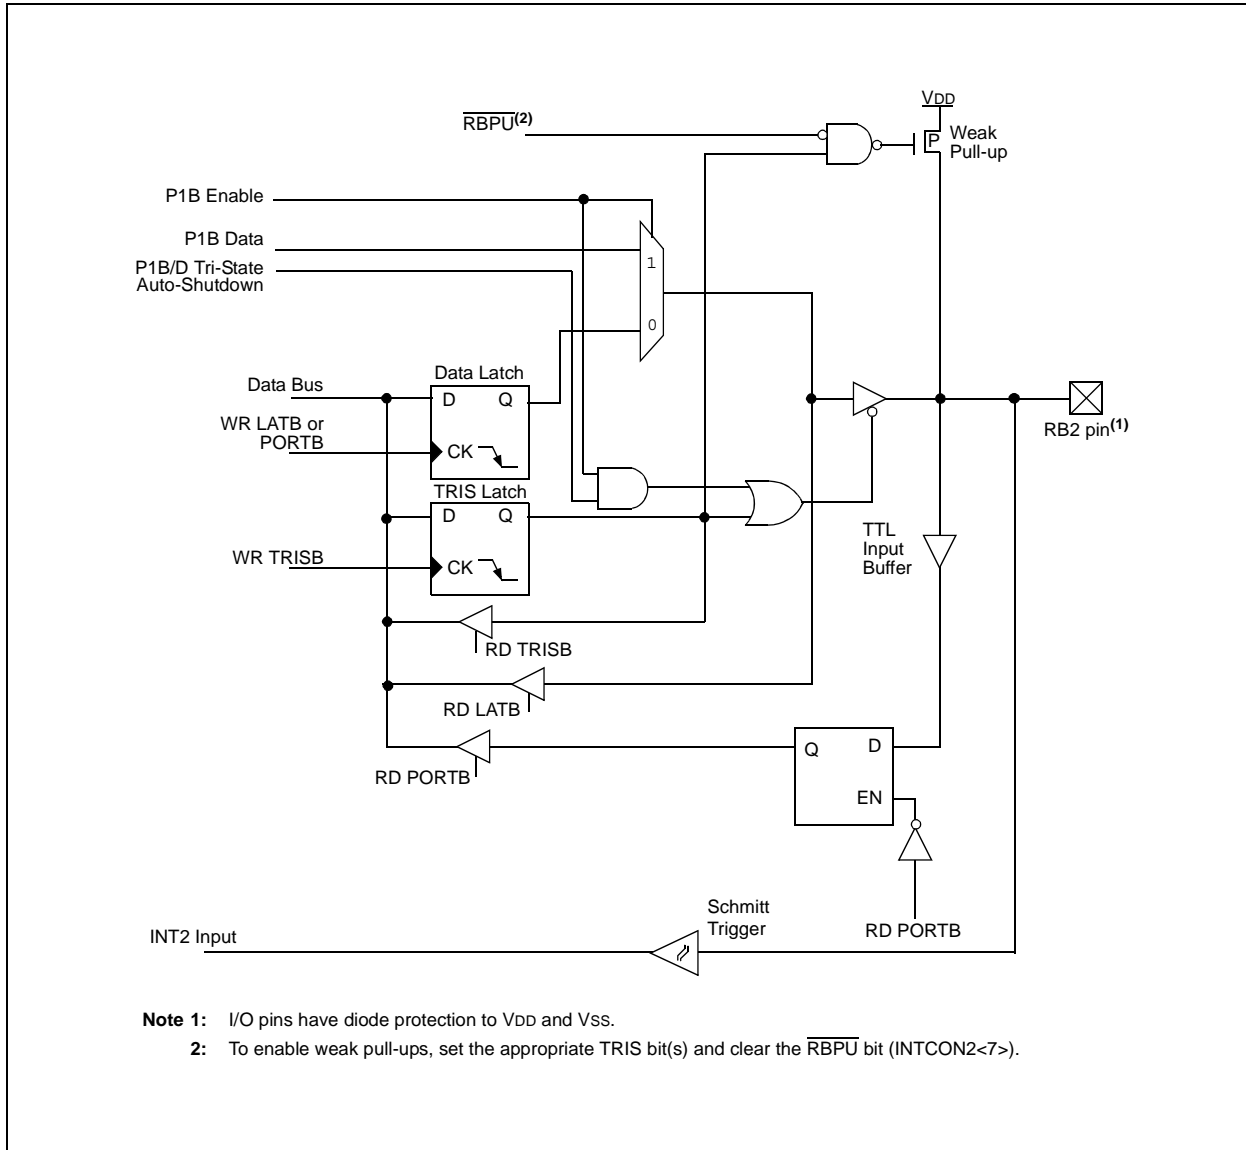 VDD
RBPU(2)
P
Weak
Pull-up
P1B Enable
P1B Data
1
P1B/D Tri-State
Auto-Shutdown
0
Data Latch
Data Bus
D Q
WR LATB or
PORTB
CK
RB2 pin(1)
TRIS Latch
D Q
WR TRISB
CK
TTL
Input
Buffer
RD TRISB
RD LATB
Q D
RD PORTB
EN
Schmitt
Trigger
RD PORTB
INT2 Input
Note 1: I/O pins have diode protection to VDD and VSS.
2: To enable weak pull-ups, set the appropriate TRIS bit(s) and clear the RBPU bit (INTCON2<7>).